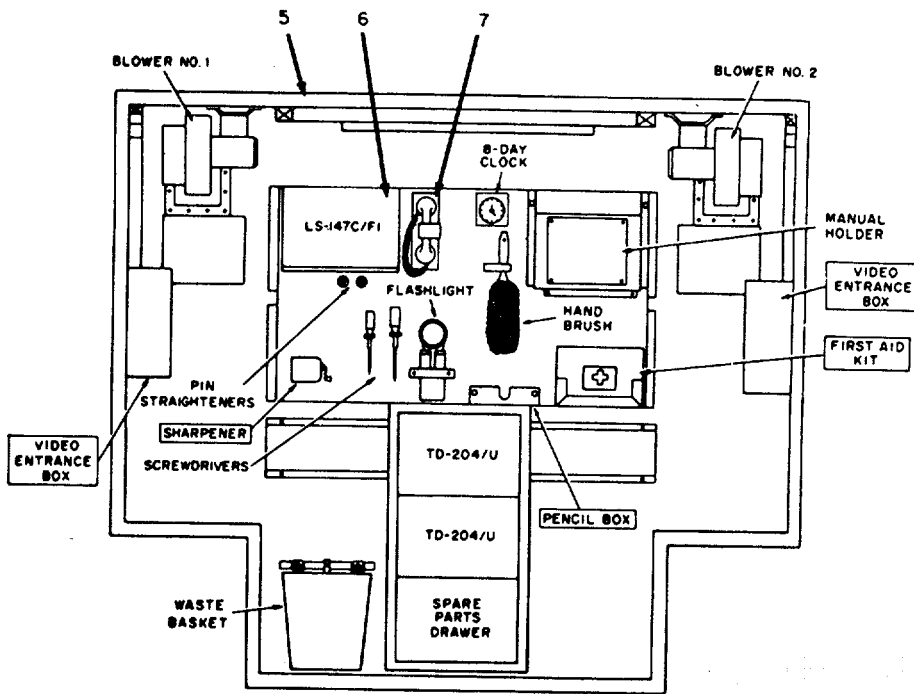 5
6
7
BLOWER NO. 1
BLOWER NO. 2
8-DAY
CLOCK
LS-147C/FI
MANUAL
HOLDER
FLASHLIGHT
VIDEO
ENTRANCE
BOX
HAND
BRUSH
FIRST AID
KIT
PIN
STRAIGHTENERS
SHARPENER
VIDEO
ENTRANCE
BOX
SCREWDRIVERS
TD-204/U
PENCIL BOX
TD-204/U
WASTE
BASKET
SPARE
PARTS
DRAWER